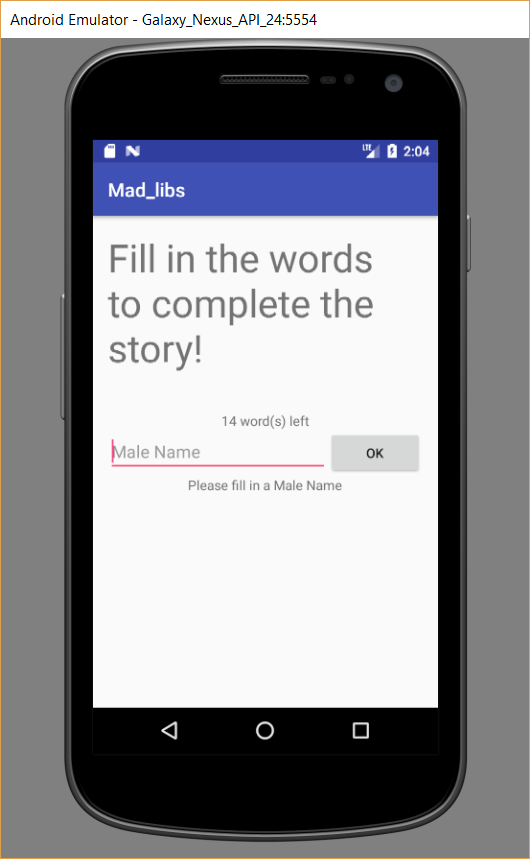 Android Emulator - Galaxy_Nexus_API_24:5554
LTE 2:04
Mad_libs
Fill in the words
to complete the
story!
14 word(s) left
Male Name OK
Please fill in a Male Name